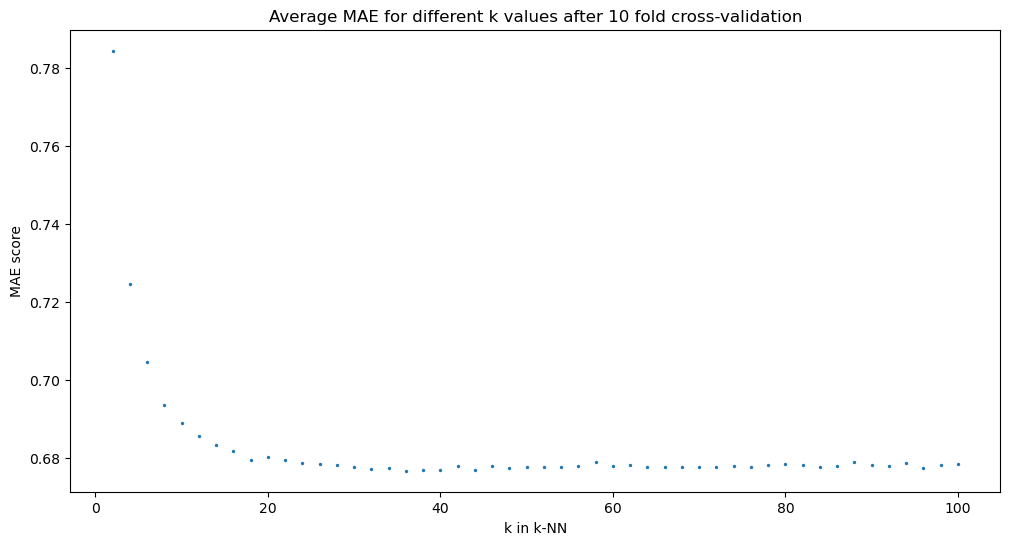 Average MAE for different k values after 10 fold cross-validation
0.78
0.76
0.74
0.72
0.70
0.68
MAE score
0 20 40 60 80 100
k in k-NN